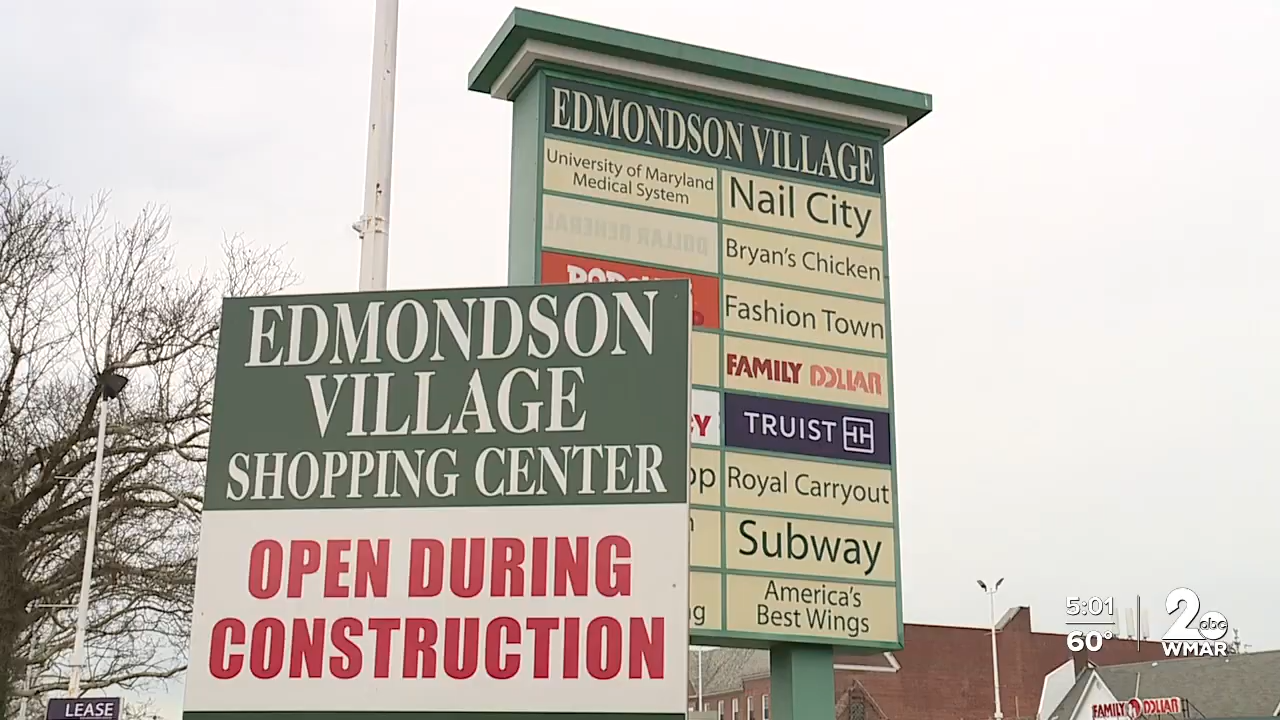 EDMONDSON VILLAGE
University of Maryland
Medical System
Nail City
DOLLAR GENERAL
Bryan's Chicken
Fashion Town
FAMILY DOLLAR
TRUIST
Royal Carryout
Subway
America's
Best Wings
EDMONDSON
VILLAGE
SHOPPING CENTER
OPEN DURING
CONSTRUCTION
LEASE
FAMILY DOLLAR
5:01
60°
2 abc
WMAR